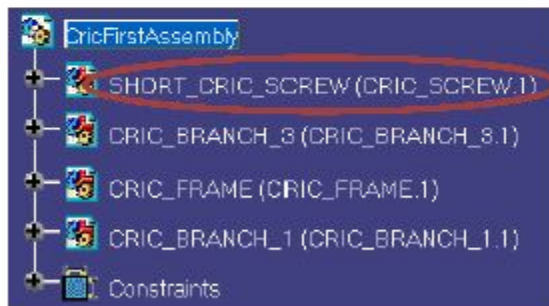 CricFirstAssembly
SHORT_CRIC_SCREW (CRIC_SCREW.1)
CRIC_BRANCH_3 (CRIC_BRANCH_3.1)
CRIC_FRAME (CRIC_FRAME.1)
CRIC_BRANCH_1 (CRIC_BRANCH_1.1)
Constraints